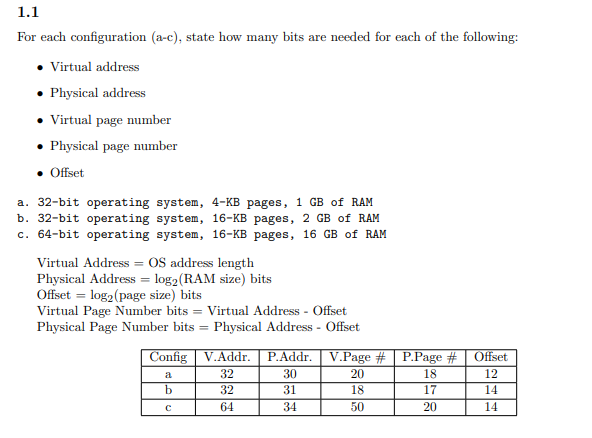 1.1
For each configuration (a-c), state how many bits are needed for each of the following:
• Virtual address
• Physical address
• Virtual page number
• Physical page number
• Offset
a. 32-bit operating system, 4-KB pages, 1 GB of RAM
b. 32-bit operating system, 16-KB pages, 2 GB of RAM
c. 64-bit operating system, 16-KB pages, 16 GB of RAM
Virtual Address = OS address length
Physical Address = log₂(RAM size) bits
Offset = log₂(page size) bits
Virtual Page Number bits = Virtual Address - Offset
Physical Page Number bits = Physical Address - Offset
Config V.Addr. P.Addr. V.Page # P.Page # Offset
a 32 30 20 18 12
b 32 31 18 17 14
c 64 34 50 20 14